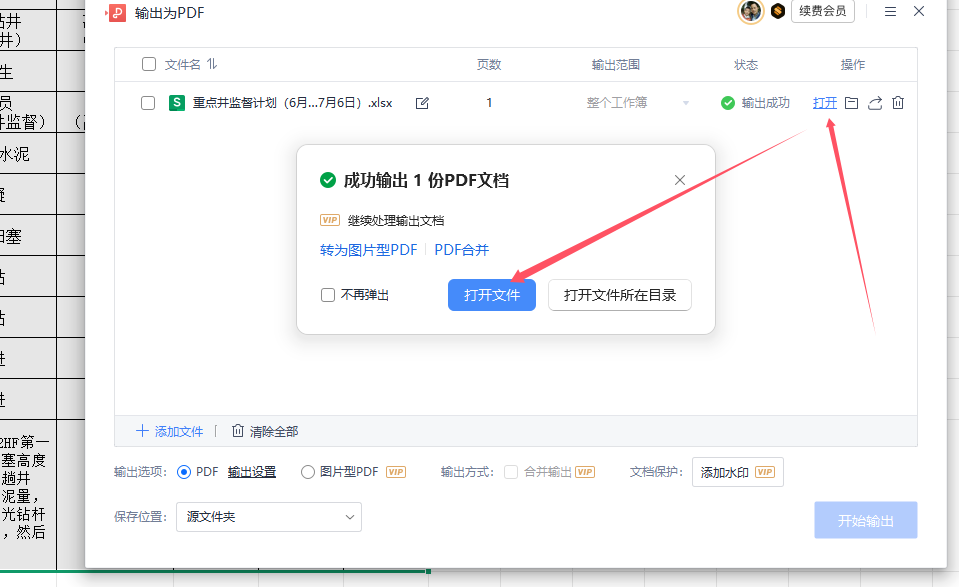 输出为PDF
续费会员
文件名
页数
输出范围
状态
操作
重点井监督计划（6月...7月6日）.xlsx
1
整个工作簿
输出成功
打开
成功输出 1 份PDF文档
VIP 继续处理输出文档
转为图片型PDF
PDF合并
不再弹出
打开文件
打开文件所在目录
添加文件
清除全部
输出选项：
PDF
输出设置
图片型PDF VIP
输出方式：
合并输出 VIP
文档保护：
添加水印 VIP
保存位置：
源文件夹
开始输出
井）
生
员
井监督）
水泥
2HF第一
塞高度
趟井
泥量，
光钻杆
，然后